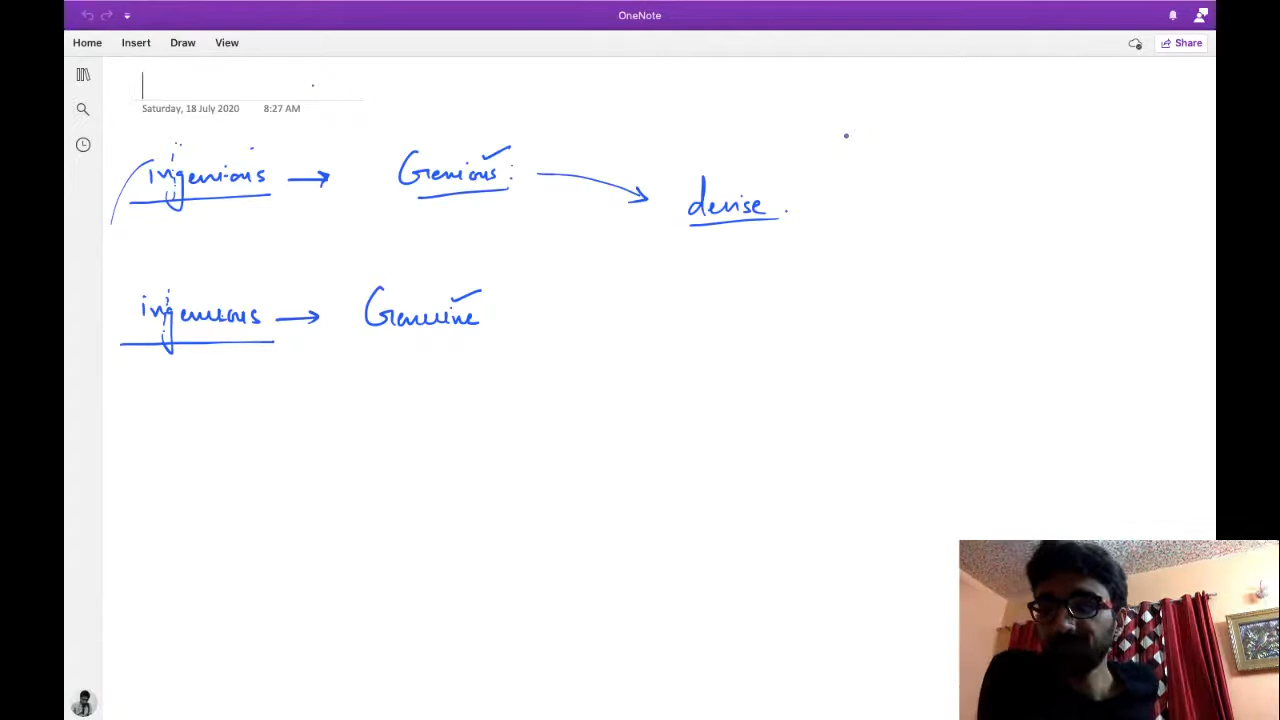 OneNote
Home Insert Draw View Share
Saturday, 18 July 2020 8:27 AM
ingenious → Genious : devise .
ingenuous → Genuine